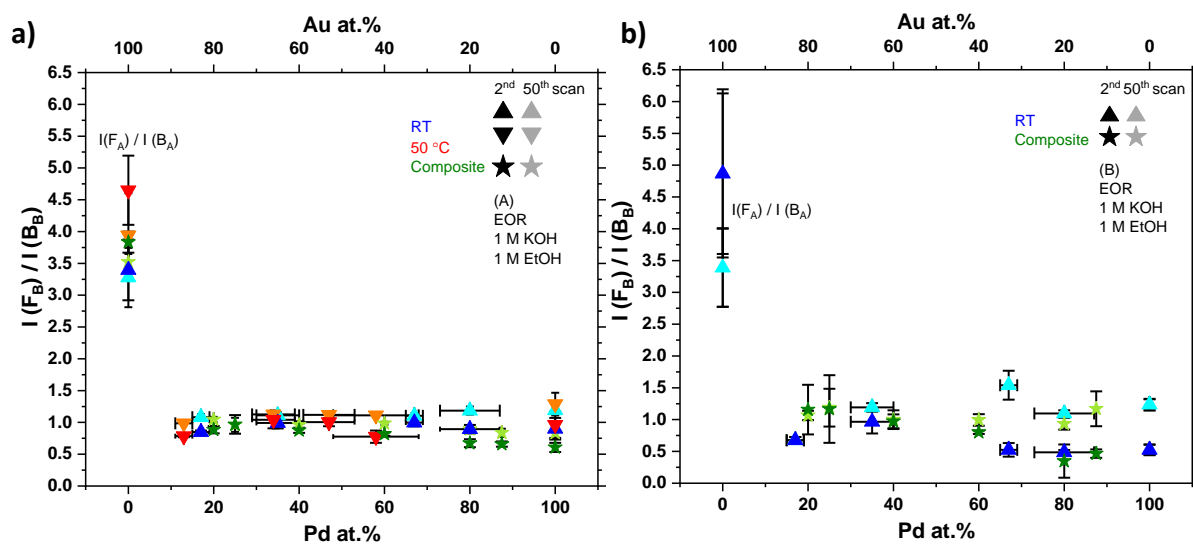 a)
Au at.%
100 80 60 40 20 0
6.5
6.0
5.5
5.0
4.5
4.0
3.5
3.0
2.5
2.0
1.5
1.0
0.5
0.0
I (F_B) / I (B_B)
I(F_A) / I (B_A)
2nd 50th scan
RT
50 °C
Composite
(A)
EOR
1 M KOH
1 M EtOH
0 20 40 60 80 100
Pd at.%
b)
Au at.%
100 80 60 40 20 0
6.5
6.0
5.5
5.0
4.5
4.0
3.5
3.0
2.5
2.0
1.5
1.0
0.5
0.0
I (F_B) / I (B_B)
I(F_A) / I (B_A)
2nd 50th scan
RT
Composite
(B)
EOR
1 M KOH
1 M EtOH
0 20 40 60 80 100
Pd at.%